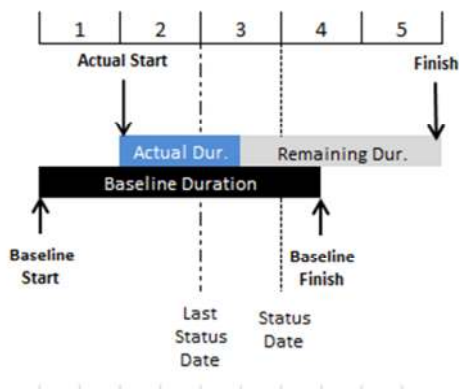 1 2 3 4 5
Actual Start
Finish
Actual Dur.
Remaining Dur.
Baseline Duration
Baseline
Start
Baseline
Finish
Last
Status
Date
Status
Date